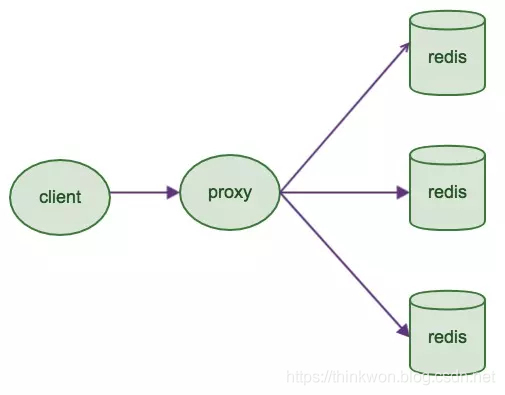 redis
client
proxy
redis
redis
https://thinkwon.blog.csdn.net